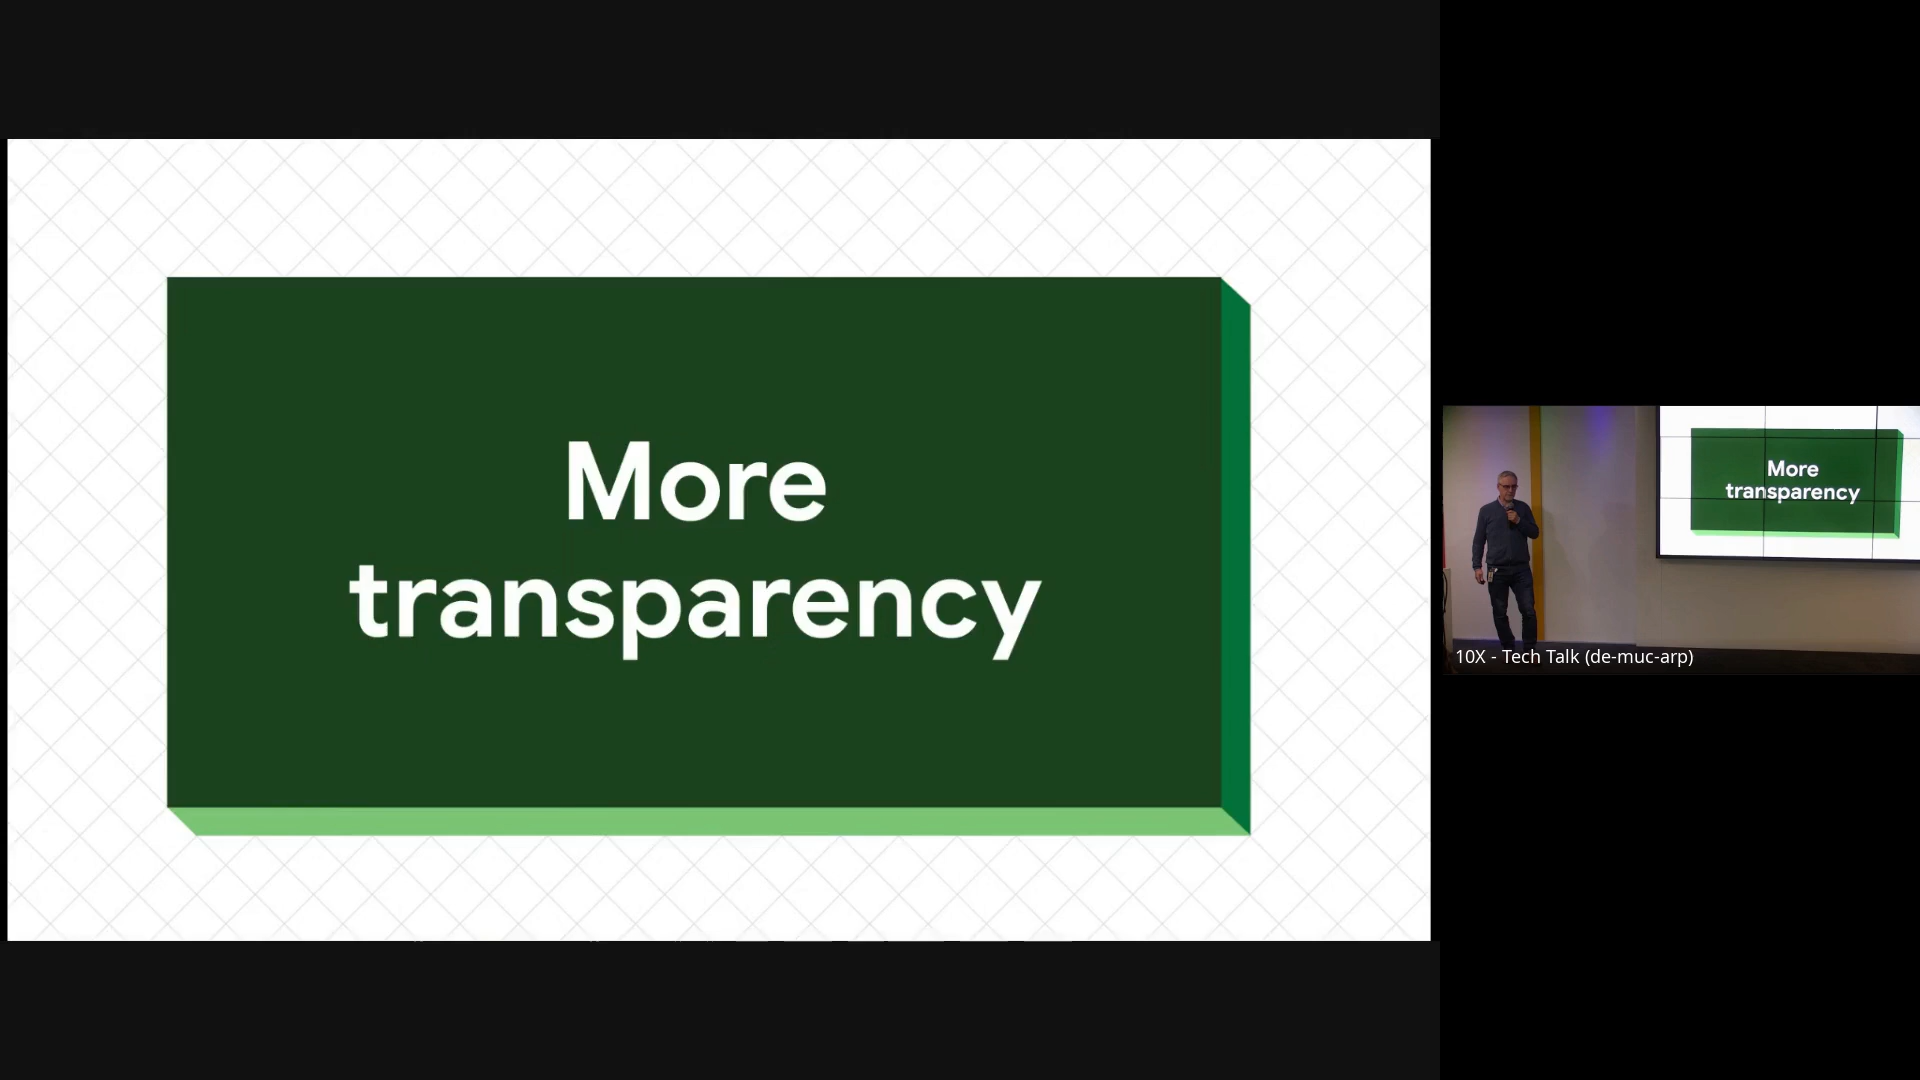 More
transparency
More
transparency
10X - Tech Talk (de-muc-arp)